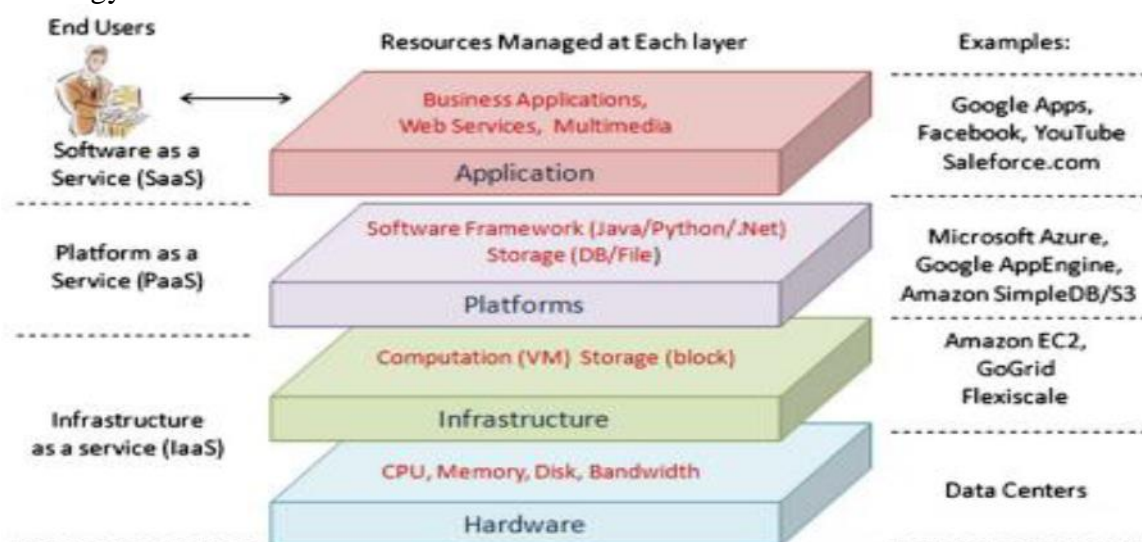 End Users
Resources Managed at Each layer
Examples:
Business Applications,
Web Services, Multimedia
Application
Software as a
Service (SaaS)
Google Apps,
Facebook, YouTube
Saleforce.com
Software Framework (Java/Python/.Net)
Storage (DB/File)
Platforms
Platform as a
Service (PaaS)
Microsoft Azure,
Google AppEngine,
Amazon SimpleDB/S3
Computation (VM) Storage (block)
Infrastructure
Amazon EC2,
GoGrid
Flexiscale
Infrastructure
as a service (IaaS)
CPU, Memory, Disk, Bandwidth
Hardware
Data Centers